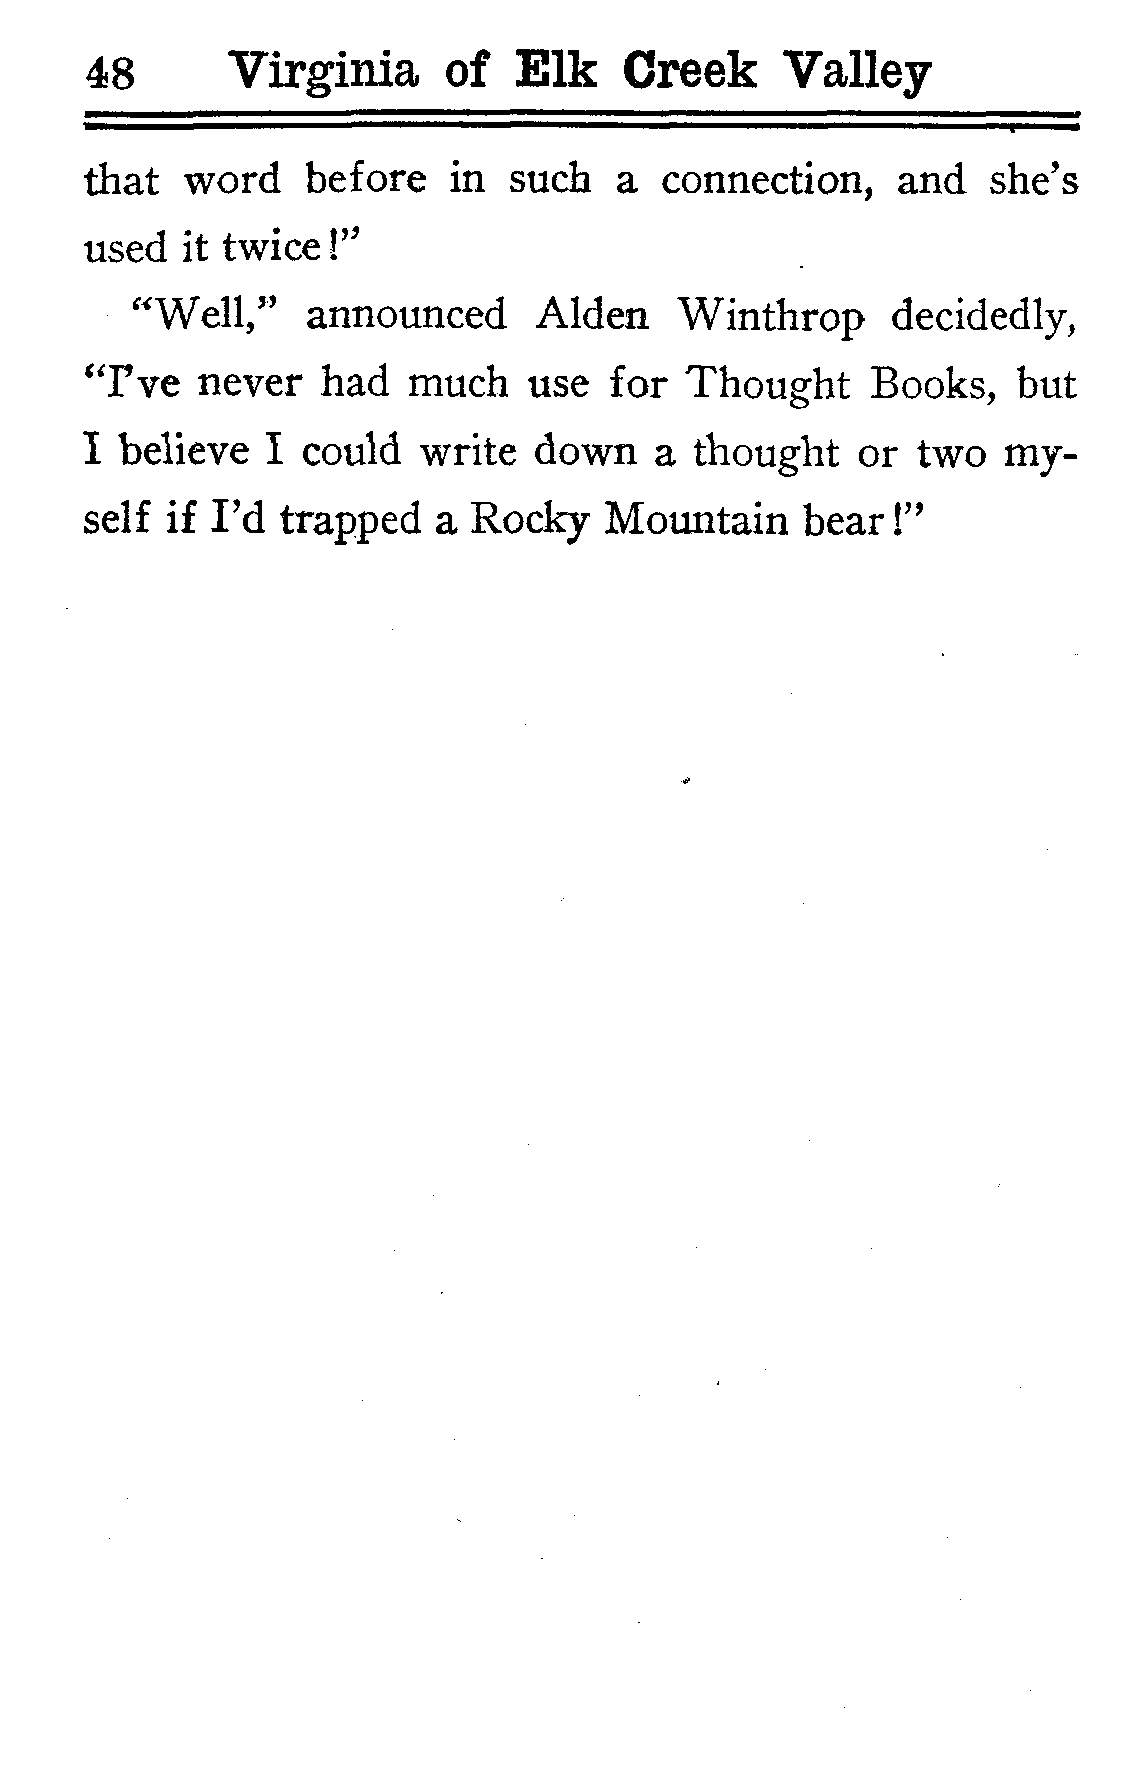 48 Virginia of Elk Creek Valley
that word before in such a connection, and she's
used it twice!"
"Well," announced Alden Winthrop decidedly,
"I've never had much use for Thought Books, but
I believe I could write down a thought or two my-
self if I'd trapped a Rocky Mountain bear!"